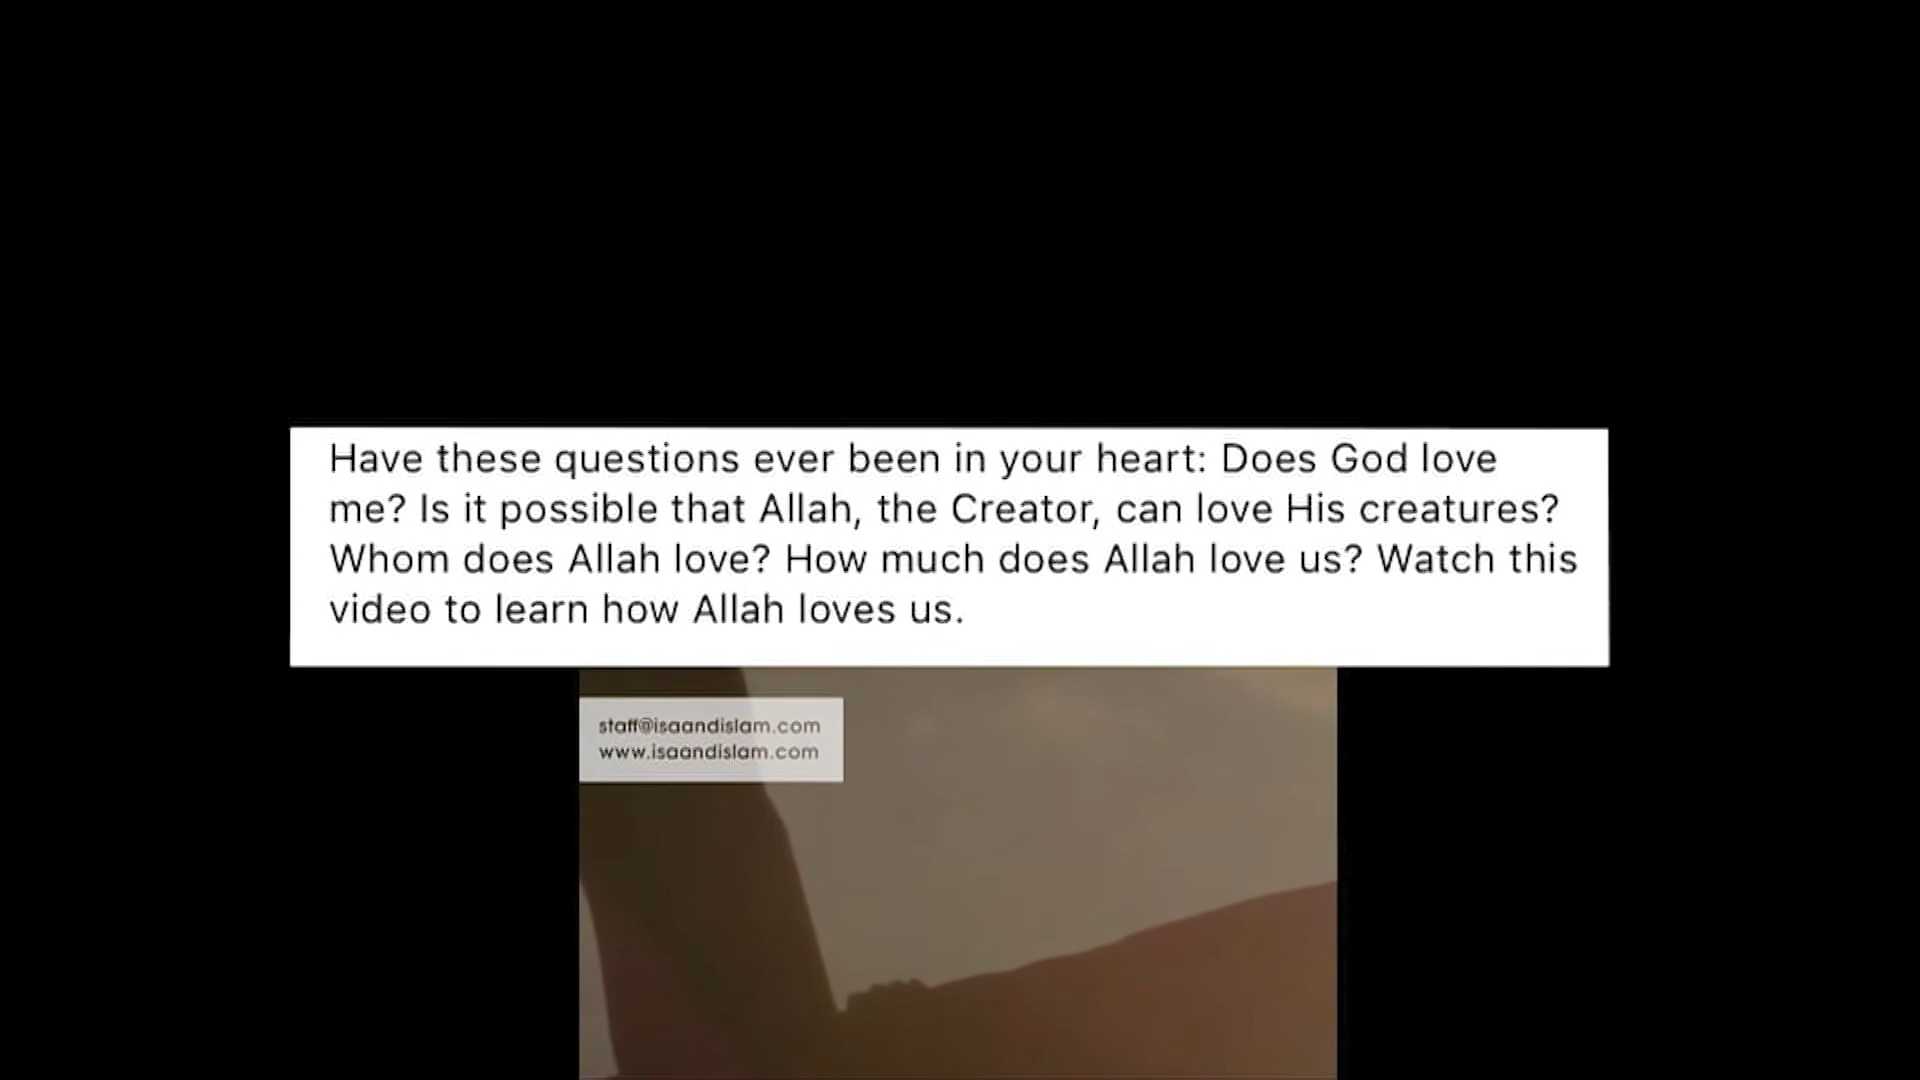 Have these questions ever been in your heart: Does God love
me? Is it possible that Allah, the Creator, can love His creatures?
Whom does Allah love? How much does Allah love us? Watch this
video to learn how Allah loves us.
staff@isaandislam.com
www.isaandislam.com